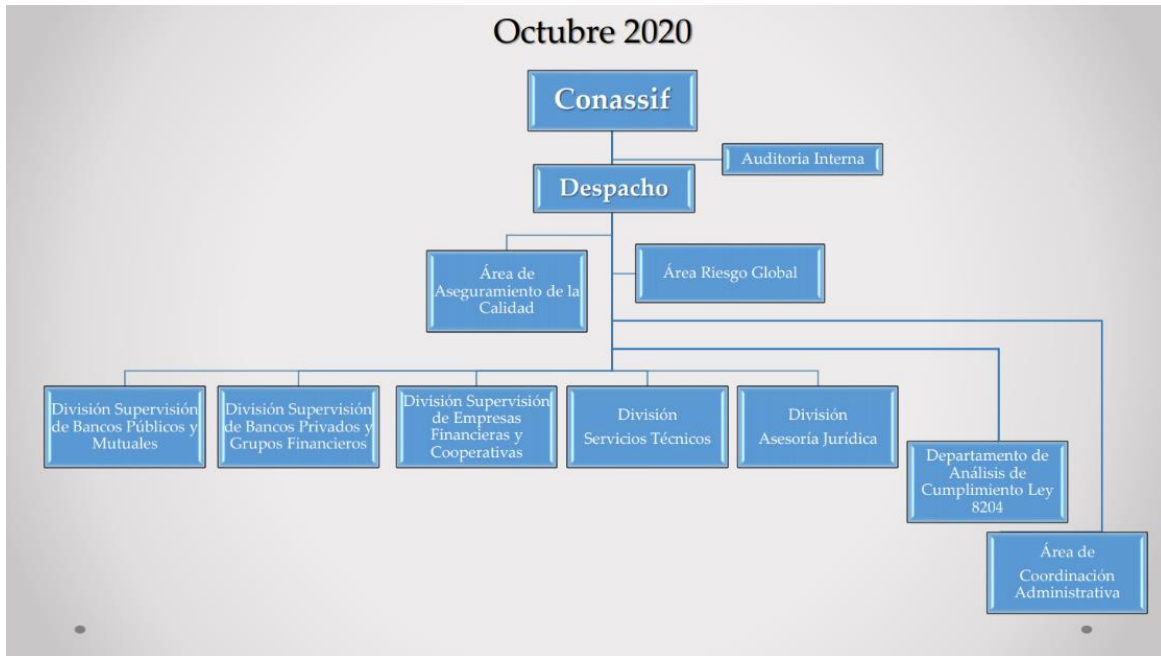 Octubre 2020
Conassif
Auditoria Interna
Despacho
Área de
Aseguramiento de la
Calidad
Área Riesgo Global
División Supervisión
de Bancos Públicos y
Mutuales
División Supervisión
de Bancos Privados y
Grupos Financieros
División Supervisión
de Empresas
Financieras y
Cooperativas
División
Servicios Técnicos
División
Asesoría Jurídica
Departamento de
Análisis de
Cumplimiento Ley
8204
Área de
Coordinación
Administrativa